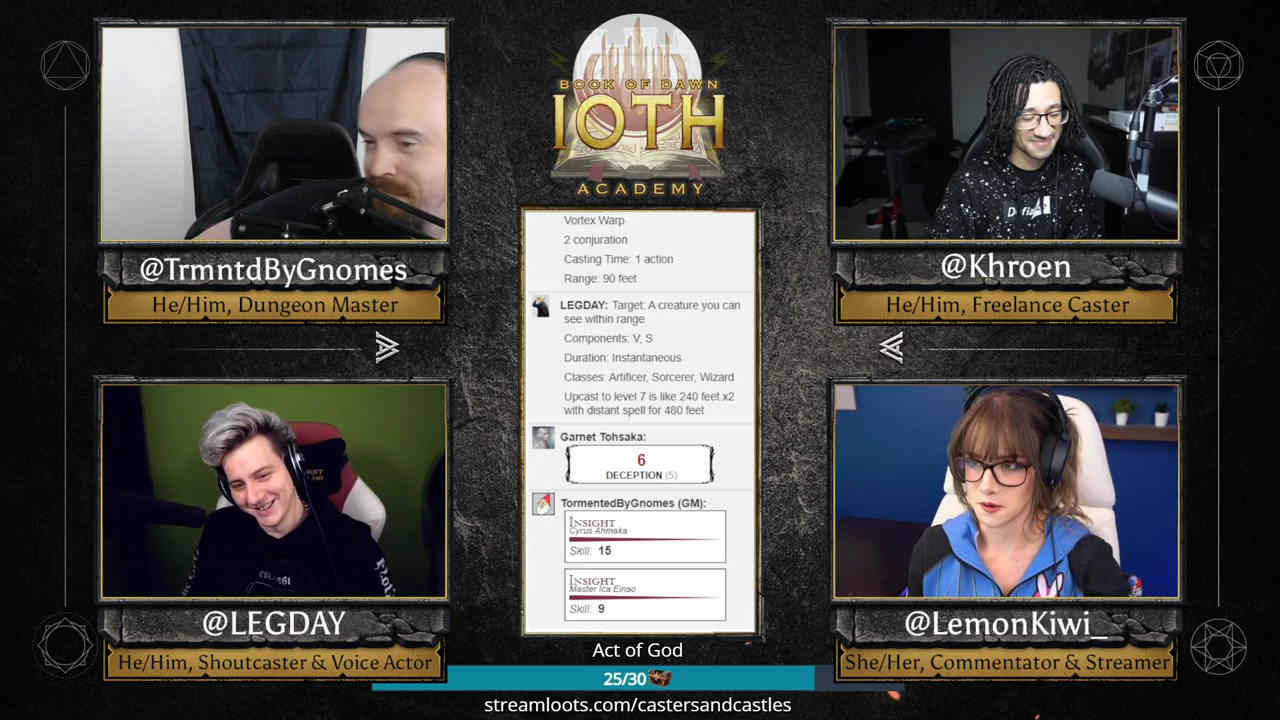 BOOK OF DAWN
IOTH
ACADEMY
@TrmntdByGnomes
He/Him, Dungeon Master
@Khroen
He/Him, Freelance Caster
Vortex Warp
2 conjuration
Casting Time: 1 action
Range: 90 feet
LEGDAY: Target: A creature you can
see within range
Components: V, S
Duration: Instantaneous
Classes: Artificer, Sorcerer, Wizard
Upcast to level 7 is like 240 feet x2
with distant spell for 480 feet
Garnet Tohsaka:
6
DECEPTION (5)
TormentedByGnomes (GM):
INSIGHT
Cyrus Ahmaka
Skill: 15
INSIGHT
Master Ica Einao
Skill: 9
@LEGDAY
He/Him, Shoutcaster & Voice Actor
@LemonKiwi_
She/Her, Commentator & Streamer
Act of God
25/30
streamloots.com/castersandcastles